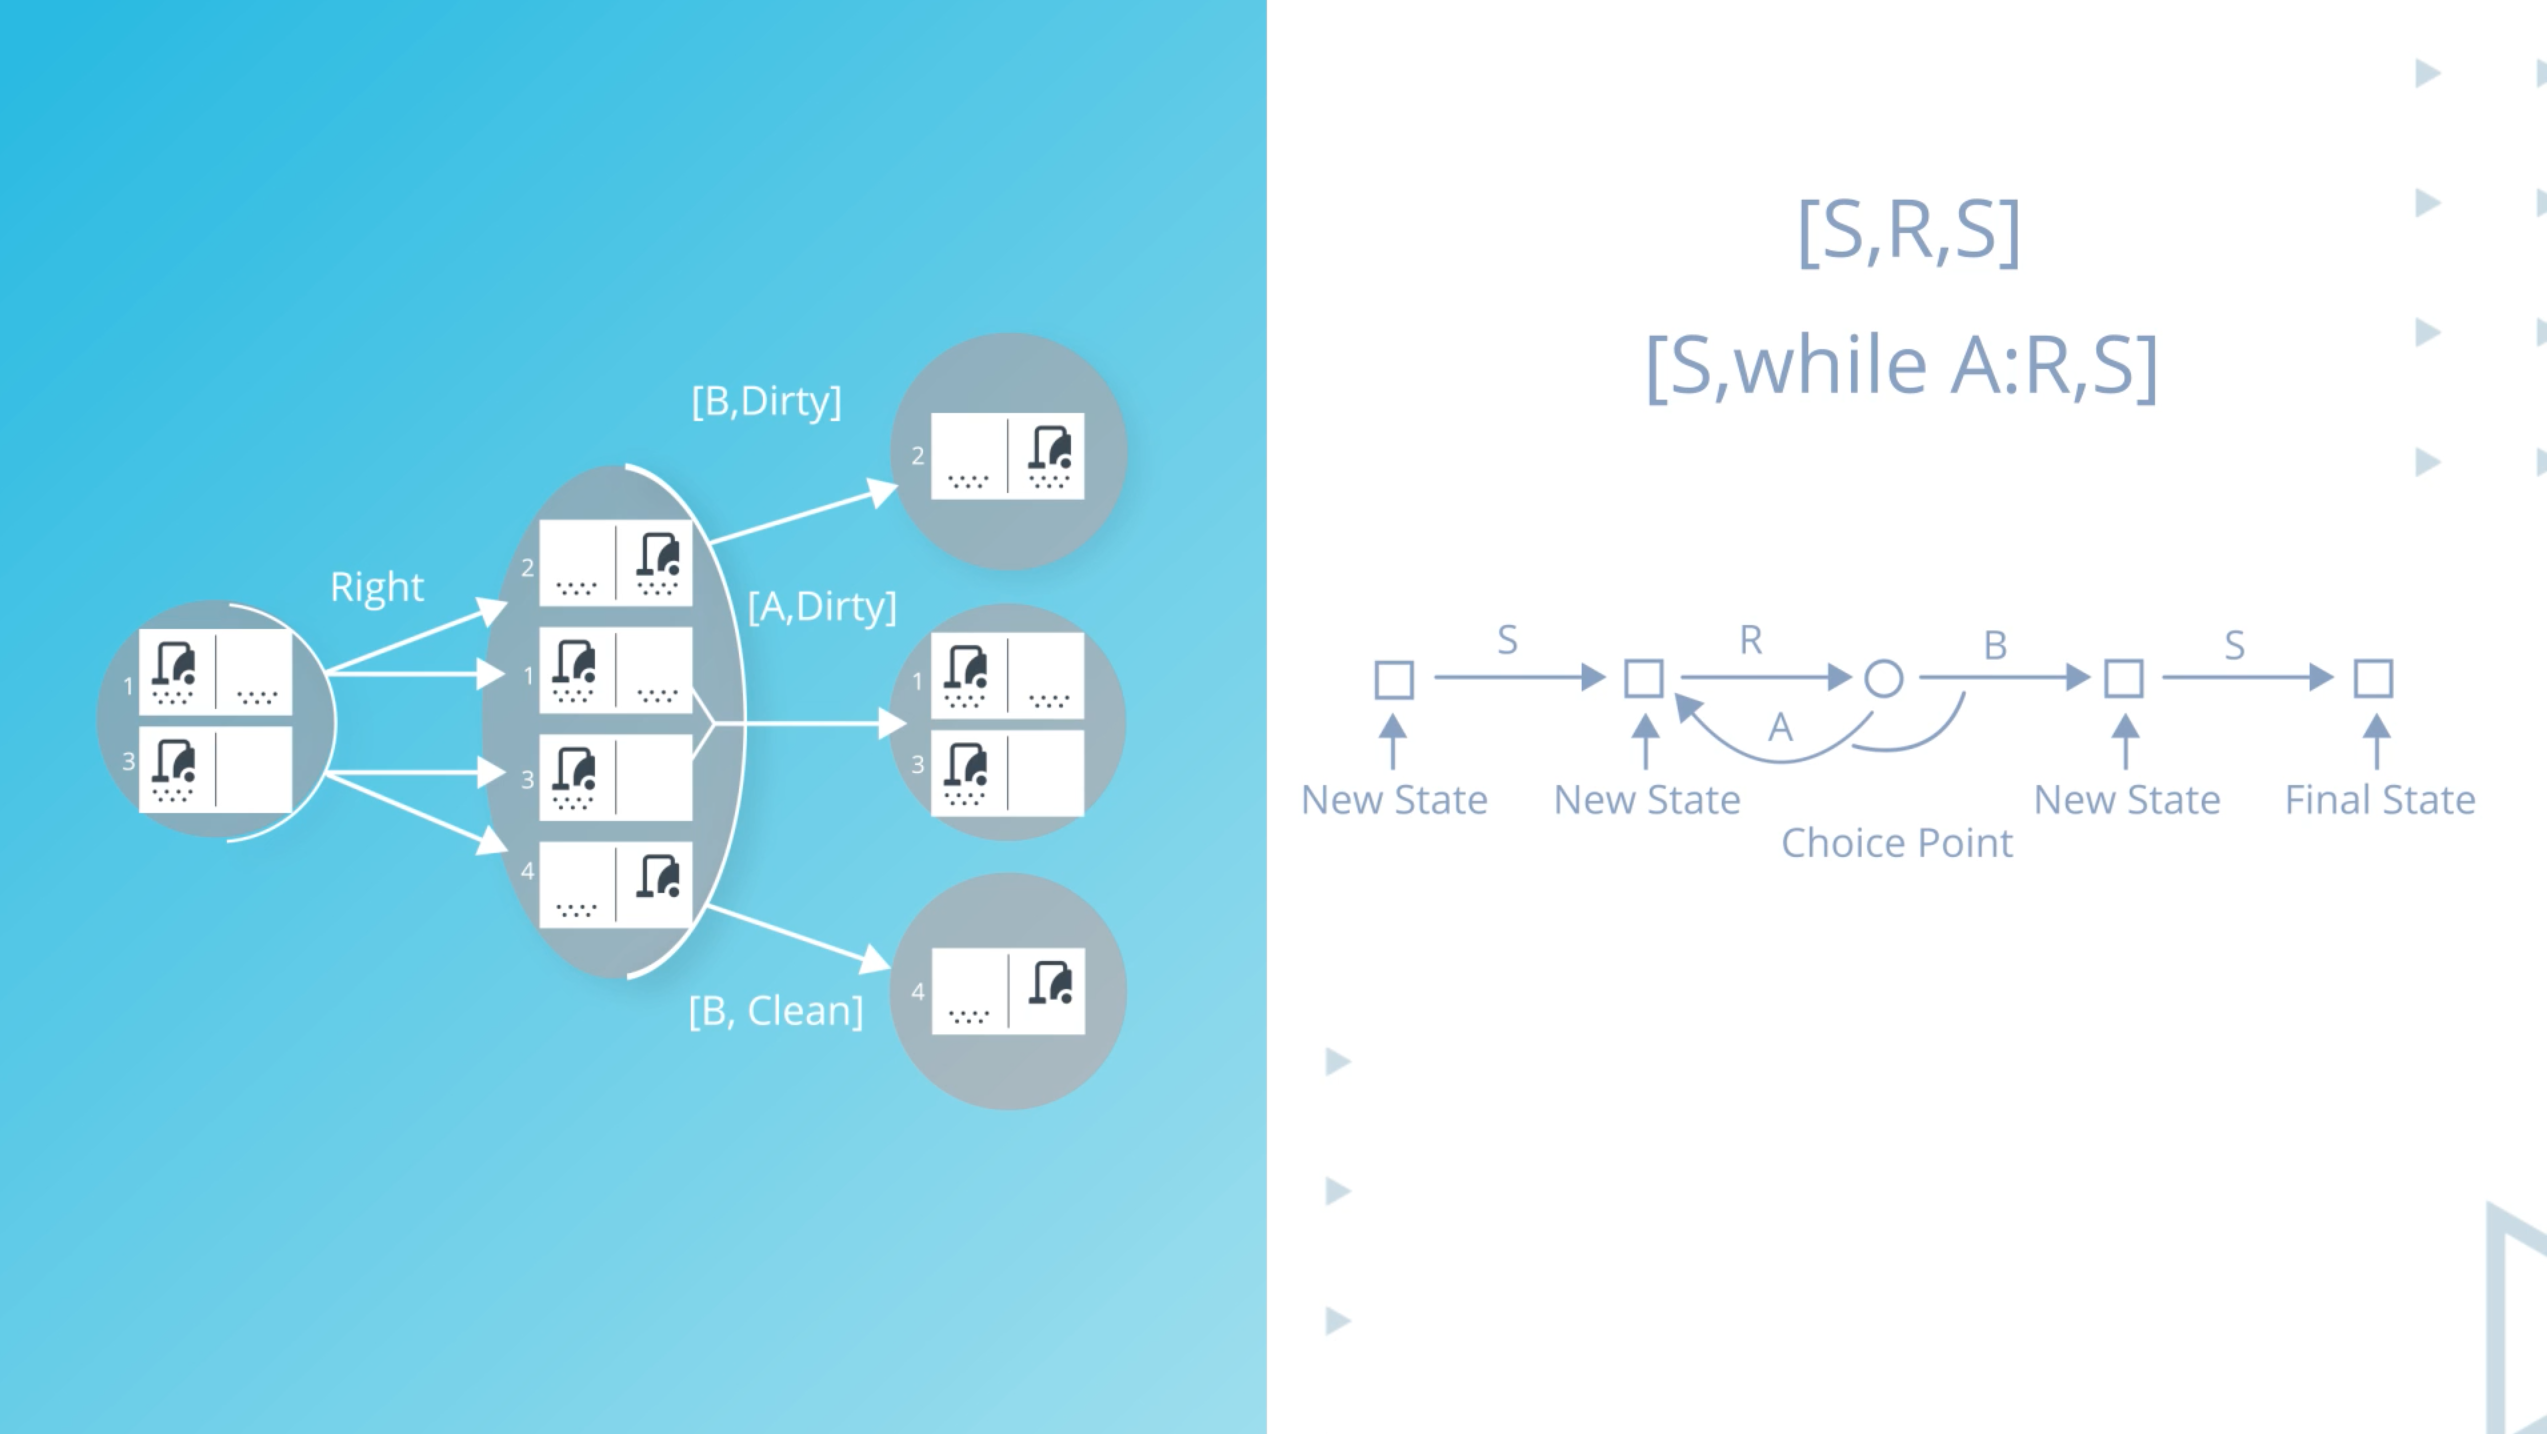 [B,Dirty]
2
Right
2
[A,Dirty]
1
1
1
3
3
3
4
[B, Clean]
4
[S,R,S]
[S,while A:R,S]
S
R
B
S
A
New State
New State
New State
Final State
Choice Point